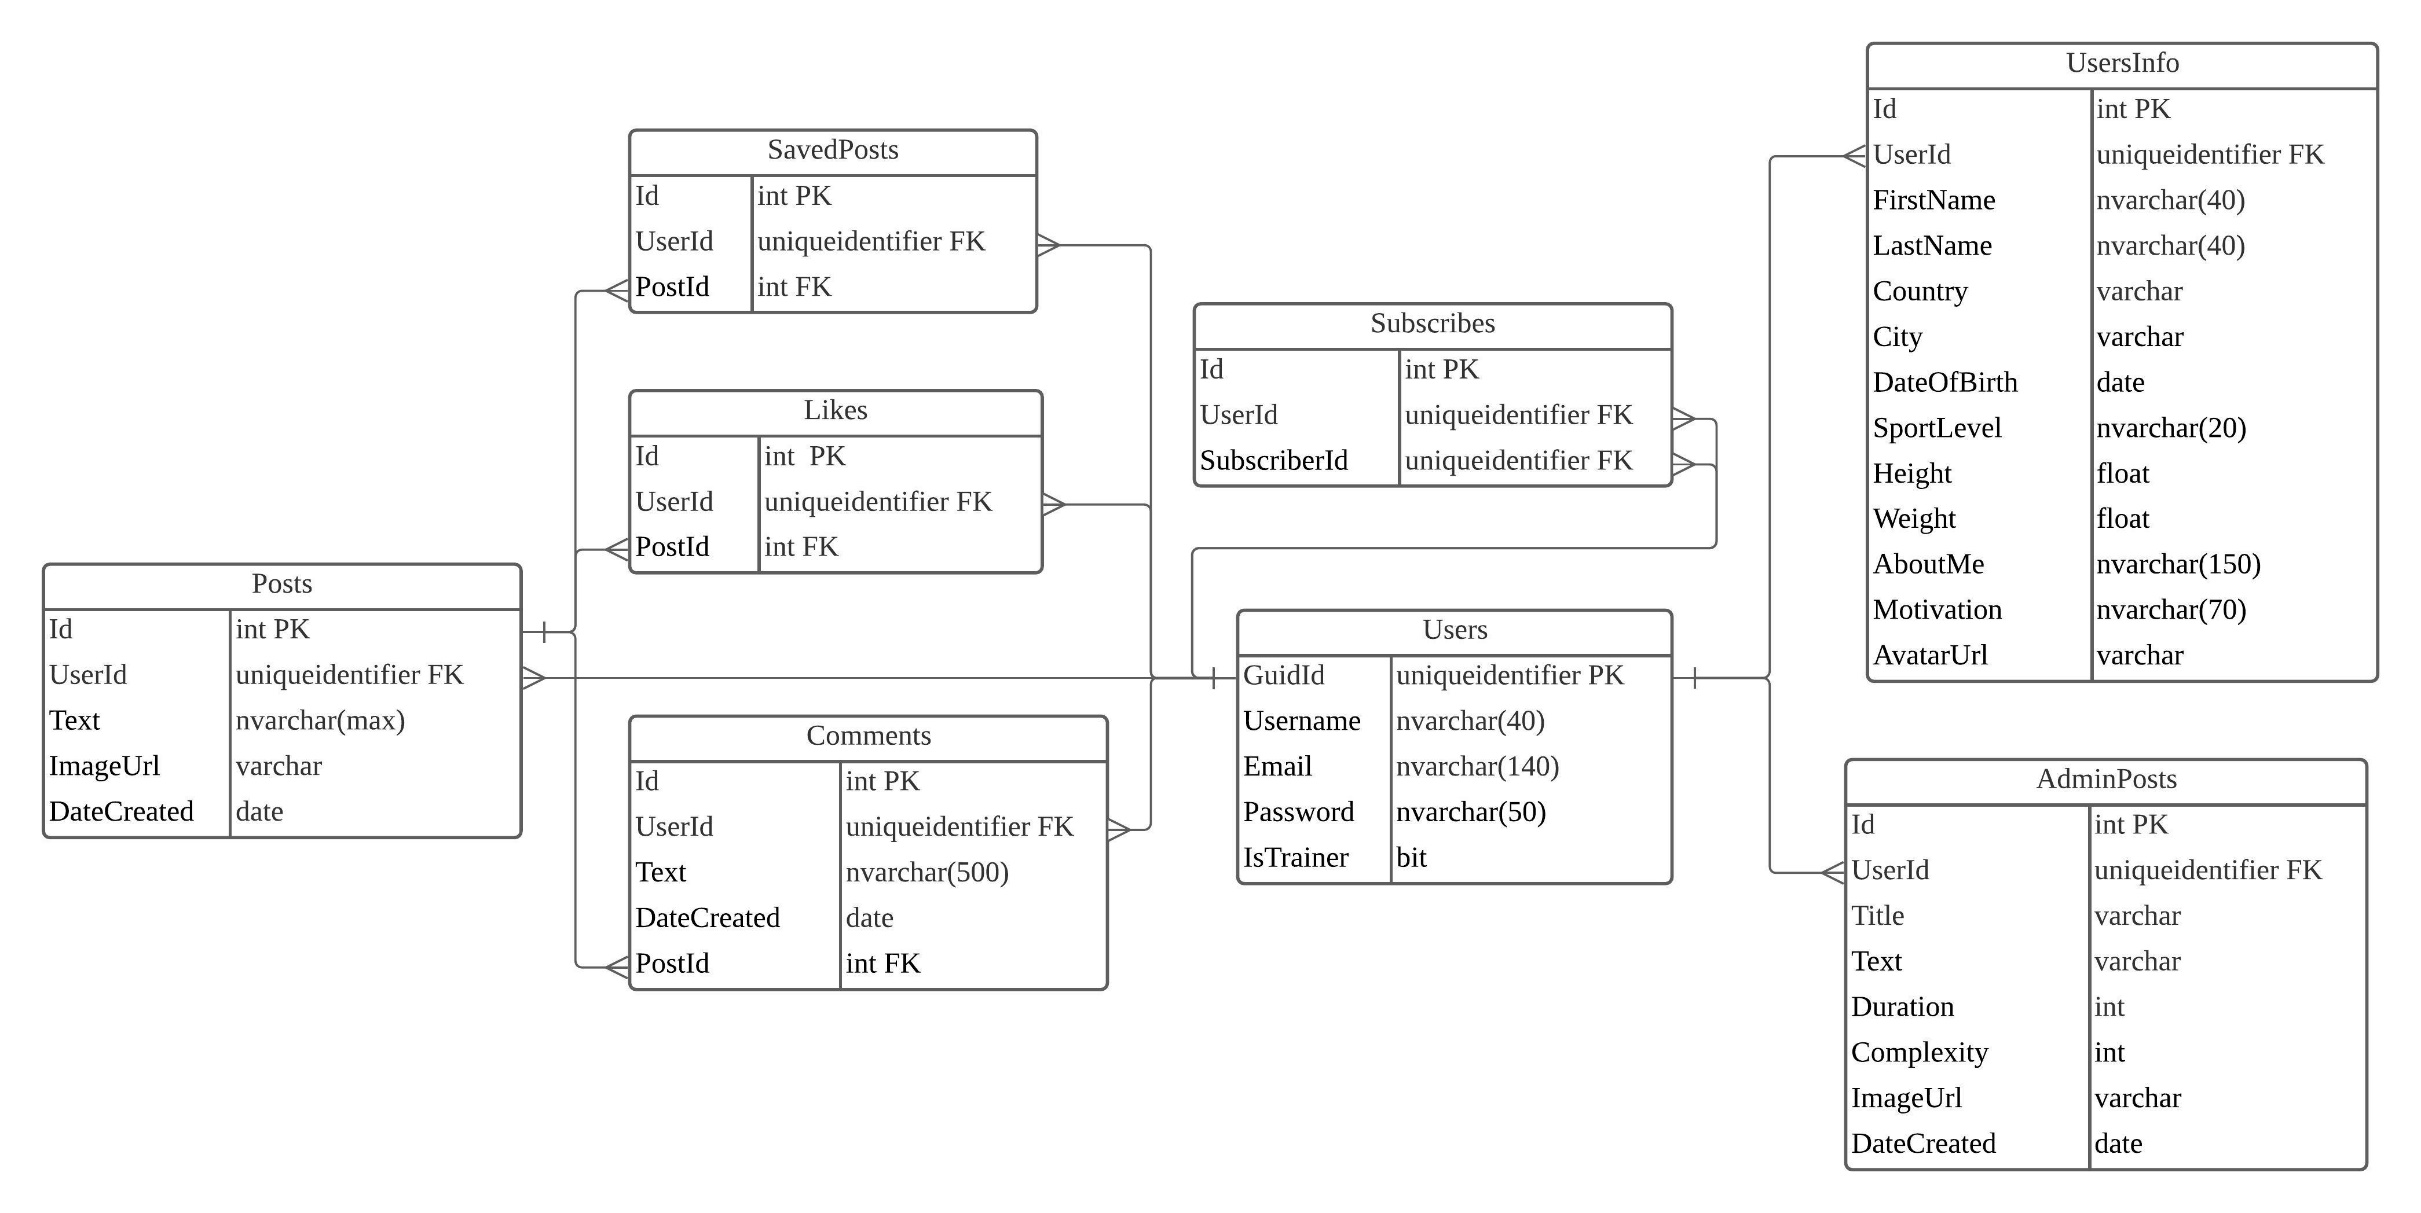 UsersInfo
Id int PK
UserId uniqueidentifier FK
FirstName nvarchar(40)
LastName nvarchar(40)
Country varchar
City varchar
DateOfBirth date
SportLevel nvarchar(20)
Height float
Weight float
AboutMe nvarchar(150)
Motivation nvarchar(70)
AvatarUrl varchar
SavedPosts
Id int PK
UserId uniqueidentifier FK
PostId int FK
Subscribes
Id int PK
UserId uniqueidentifier FK
SubscriberId uniqueidentifier FK
Likes
Id int  PK
UserId uniqueidentifier FK
PostId int FK
Posts
Id int PK
UserId uniqueidentifier FK
Text nvarchar(max)
ImageUrl varchar
DateCreated date
Users
GuidId uniqueidentifier PK
Username nvarchar(40)
Email nvarchar(140)
Password nvarchar(50)
IsTrainer bit
Comments
Id int PK
UserId uniqueidentifier FK
Text nvarchar(500)
DateCreated date
PostId int FK
AdminPosts
Id int PK
UserId uniqueidentifier FK
Title varchar
Text varchar
Duration int
Complexity int
ImageUrl varchar
DateCreated date